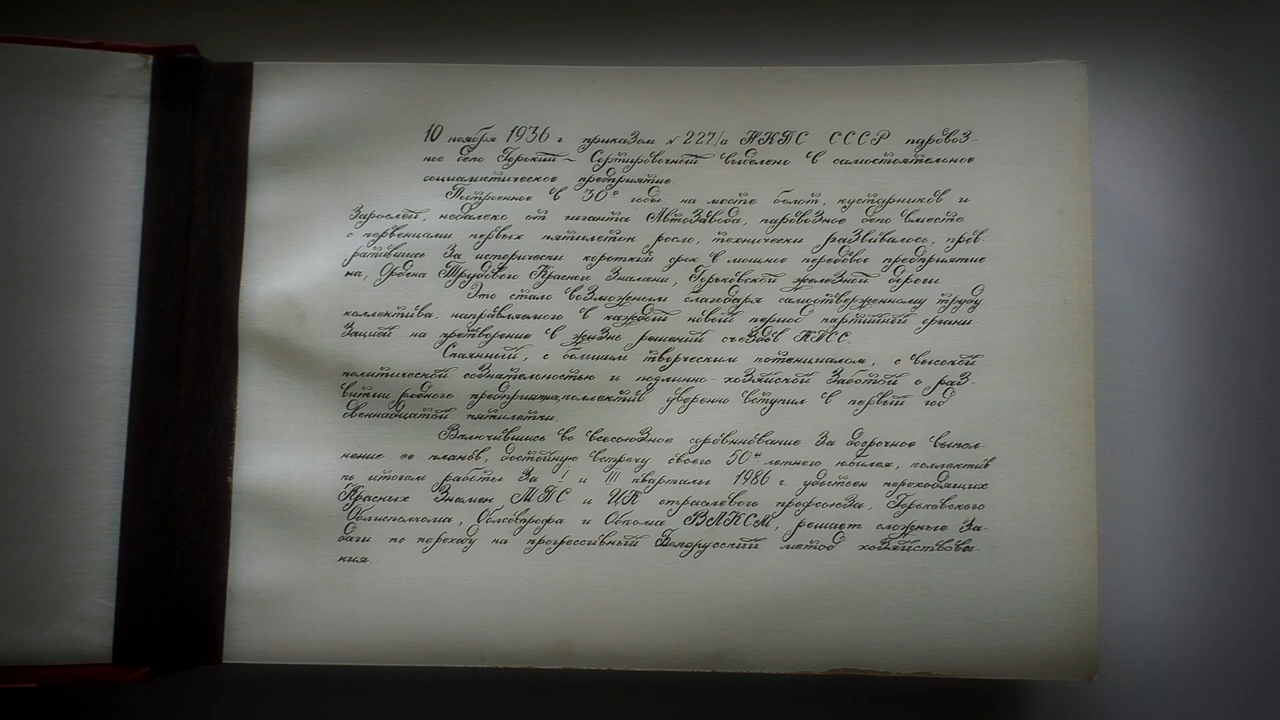 10 ноября 1936 г приказом № 227/а НКПС СССР паровоз-
ное депо Горький - Сортировочный выделено в самостоятельное
социалистическое предприятие
Построенное в 30е годы на месте болот, кустарников и
зарослей, недалеко от гиганта Автозавода, паровозное депо вместе
с первенцами первых пятилеток росло, технически развивалось, прев-
ратившись за исторически короткий срок в мощное передовое предприятие
на, Ордена Трудового Красного Знамени, Горьковской железной дороги
Это стало возможным благодаря самоотверженному труду
коллектива, направляемого в каждый новый период партийной органи
зацией на претворение в жизнь решений съездов КПСС.
Спаянный, с большим творческим потенциалом, с высокой
политической сознательностью и подлинно хозяйской заботой о раз-
витии родного предприятия, коллектив уверенно вступил в первый год
двенадцатой пятилетки.
Включившись во всесоюзное соревнование за досрочное выпол-
нение ее планов, достойную встречу своего 50и летнего юбилея, коллектив
по итогам работы за I и III кварталы 1986 г. удостоен переходящих
Красных Знамен МПС и ЦК отраслевого профсоюза, Горьковского
Облисполкома, Облсовпрофа и Обкома ВЛКСМ, решает сложные за-
дачи по переходу на прогрессивный Белорусский метод хозяйствова-
ния